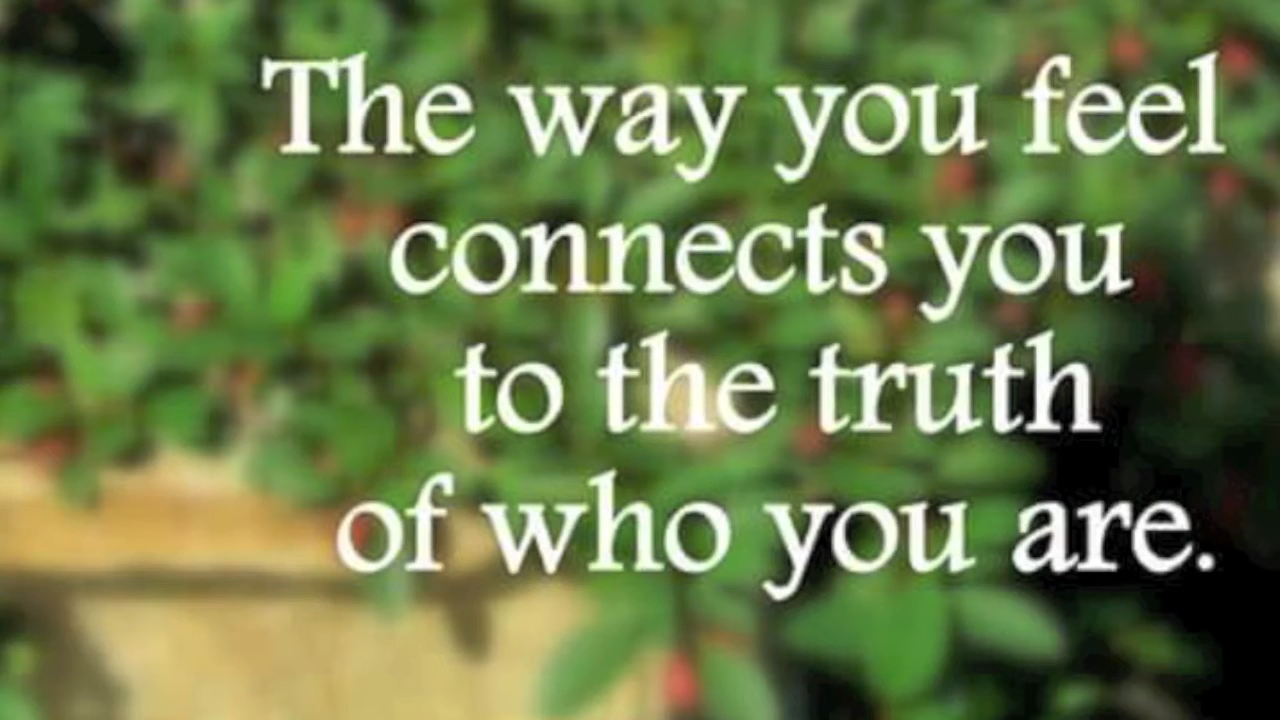 The way you feel
connects you
to the truth
of who you are.